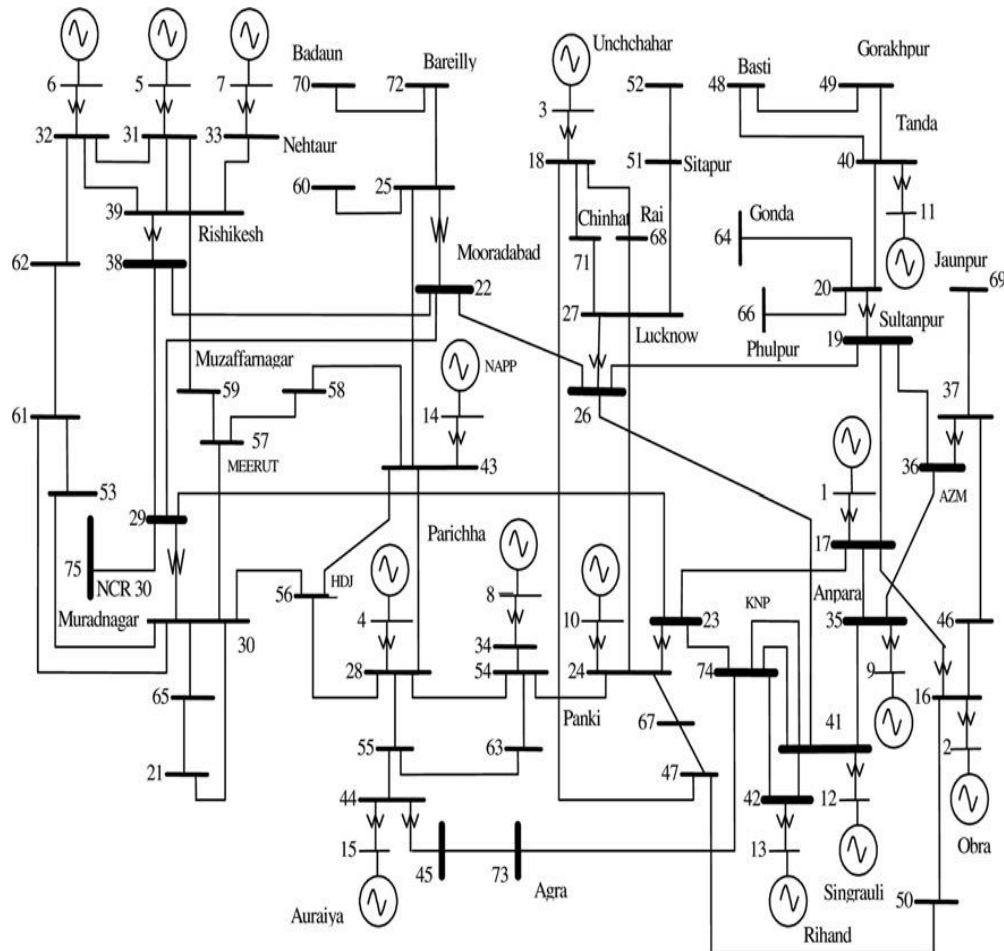 Unchchahar
Gorakhpur
Badaun
Bareilly
52
Basti
48
49
6
5
7
70
72
3
Tanda
32
31
33
Nehtaur
18
51
40
Sitapur
60
25
Chinhat
Rai
Gonda
11
39
Rishikesh
71
68
64
62
38
Mooradabad
Jaunpur
69
22
20
27
Lucknow
66
Sultanpur
Phulpur
19
Muzaffarnagar
NAPP
59
58
26
37
61
14
57
MEERUT
43
36
AZM
53
1
29
Parichha
17
75
NCR 30
HDJ
KNP
Anpara
Muradnagar
56
4
8
10
23
35
46
30
34
28
54
24
74
9
16
65
Panki
67
41
55
63
2
21
47
44
42
12
15
13
Obra
45
73
Agra
Singrauli
50
Auraiya
Rihand